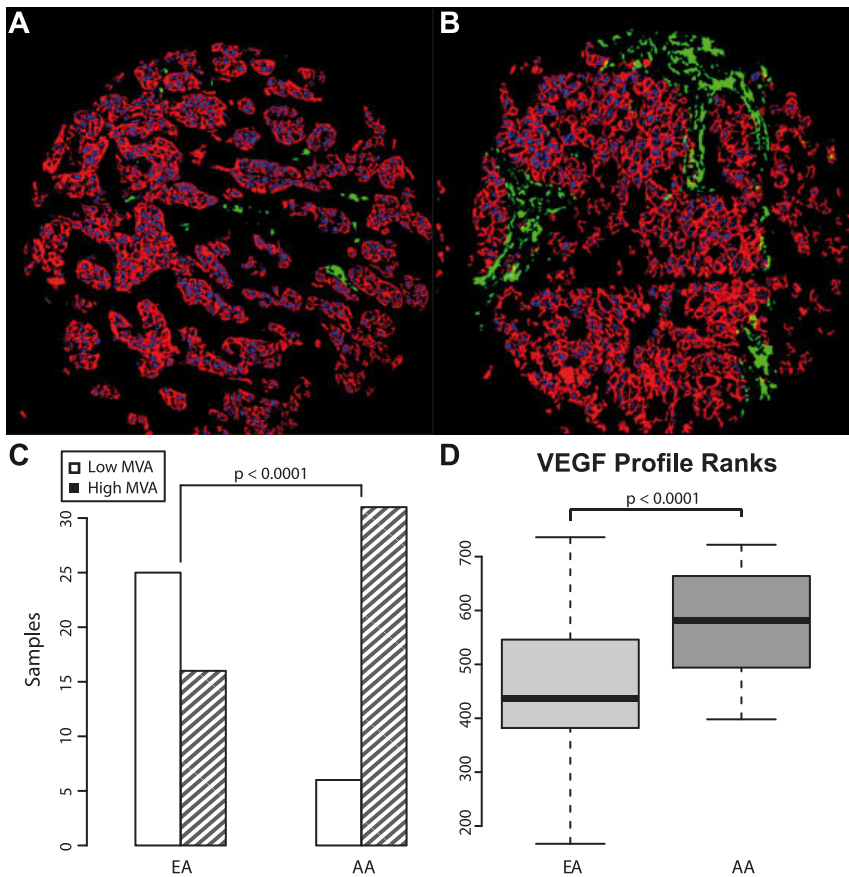 A
B
C
Low MVA
High MVA
p < 0.0001
Samples
30
25
20
15
10
5
0
EA
AA
D
VEGF Profile Ranks
p < 0.0001
700
600
500
400
300
200
EA
AA